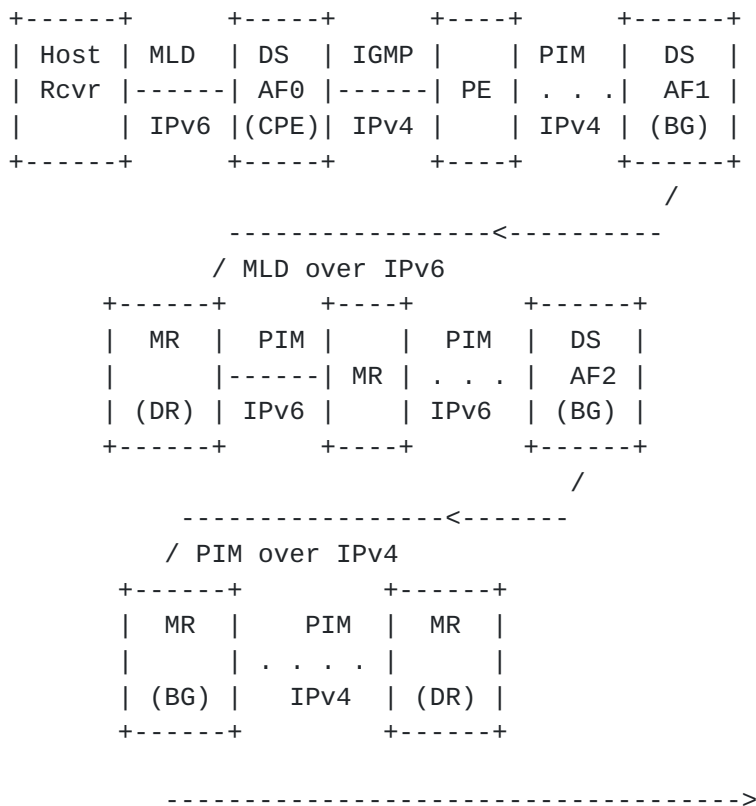 +------+      +-----+      +----+      +------+
| Host | MLD  | DS  | IGMP |    | PIM  |  DS  |
| Rcvr |------| AF0 |------| PE | . . .|  AF1 |
|      | IPv6 |(CPE)| IPv4 |    | IPv4 | (BG) |
+------+      +-----+      +----+      +------+
                                          /
              -----------------<----------
             / MLD over IPv6
      +------+      +----+       +------+
      |  MR  |  PIM |    |  PIM  |  DS  |
      |      |------| MR | . . . |  AF2 |
      | (DR) | IPv6 |    | IPv6  | (BG) |
      +------+      +----+       +------+
                                    /
           -----------------<-------
          / PIM over IPv4
       +------+         +------+
       |  MR  |    PIM  |  MR  |
       |      | . . . . |      |
       | (BG) |   IPv4  | (DR) |
       +------+         +------+
          ------------------------------------->